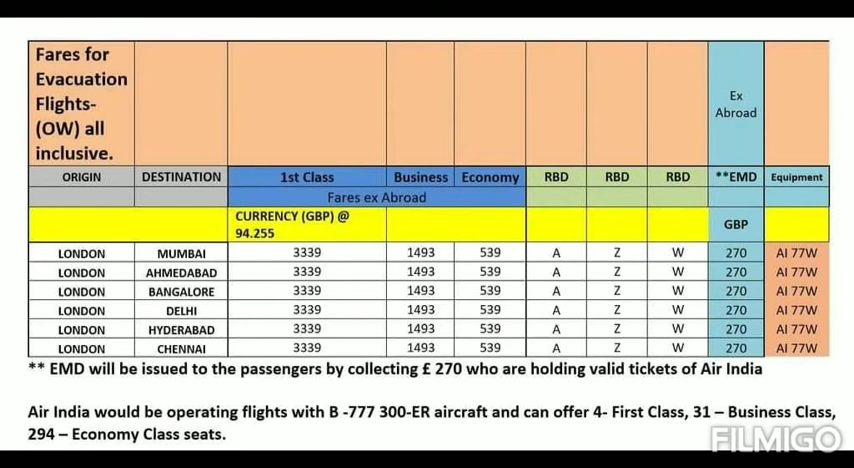 Fares for
Evacuation
Flights-
(OW) all
inclusive.
Ex
Abroad
ORIGIN DESTINATION 1st Class Business Economy RBD RBD RBD **EMD Equipment
Fares ex Abroad
CURRENCY (GBP) @
94.255
GBP
LONDON MUMBAI 3339 1493 539 A Z W 270 AI 77W
LONDON AHMEDABAD 3339 1493 539 A Z W 270 AI 77W
LONDON BANGALORE 3339 1493 539 A Z W 270 AI 77W
LONDON DELHI 3339 1493 539 A Z W 270 AI 77W
LONDON HYDERABAD 3339 1493 539 A Z W 270 AI 77W
LONDON CHENNAI 3339 1493 539 A Z W 270 AI 77W
** EMD will be issued to the passengers by collecting £ 270 who are holding valid tickets of Air India
Air India would be operating flights with B -777 300-ER aircraft and can offer 4- First Class, 31 – Business Class,
294 – Economy Class seats.
FILMIGO